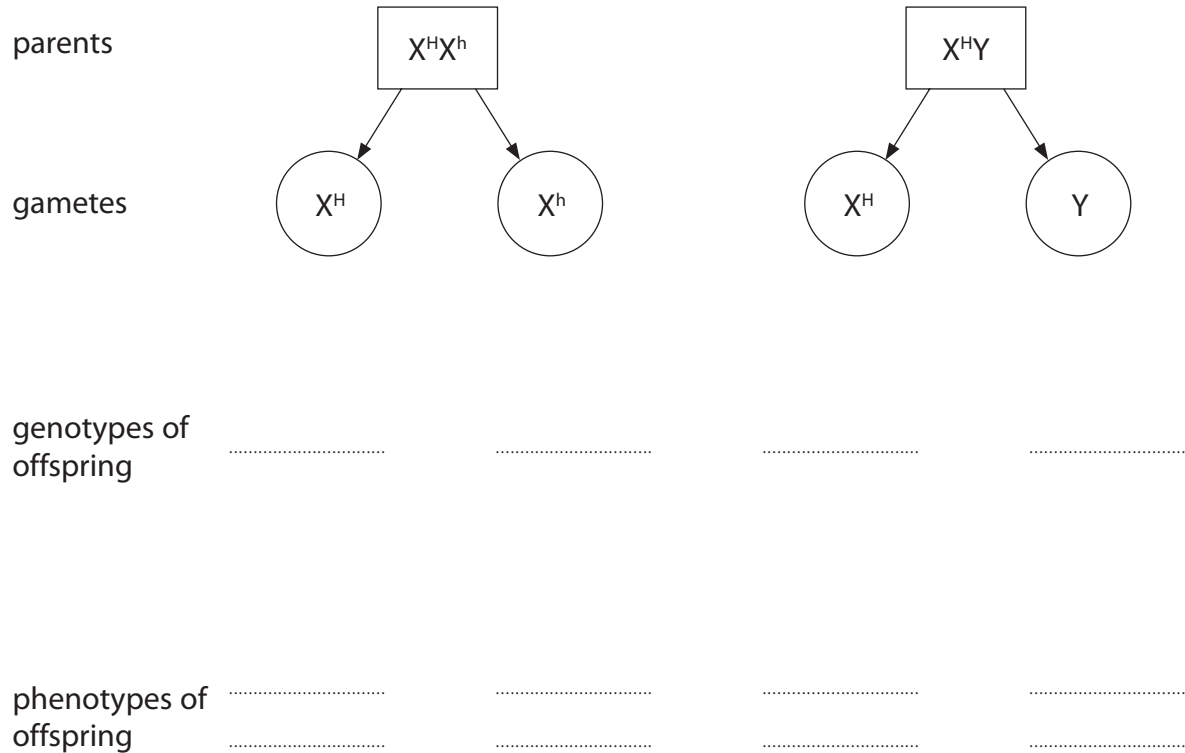 parents
XᴴXʰ
XᴴY
gametes
Xᴴ
Xʰ
Xᴴ
Y
genotypes of
offspring
phenotypes of
offspring